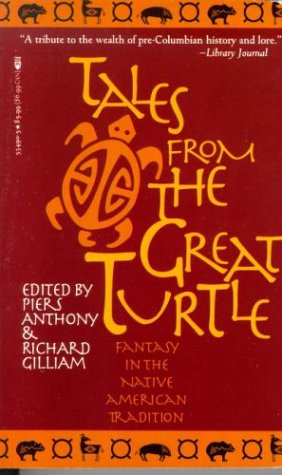 "A tribute to the wealth of pre-Columbian history and lore."
—Library Journal
TALES
FROM
THE
GREAT
TURTLE
EDITED BY
PIERS
ANTHONY
&
RICHARD
GILLIAM
FANTASY
IN THE
NATIVE
AMERICAN
TRADITION